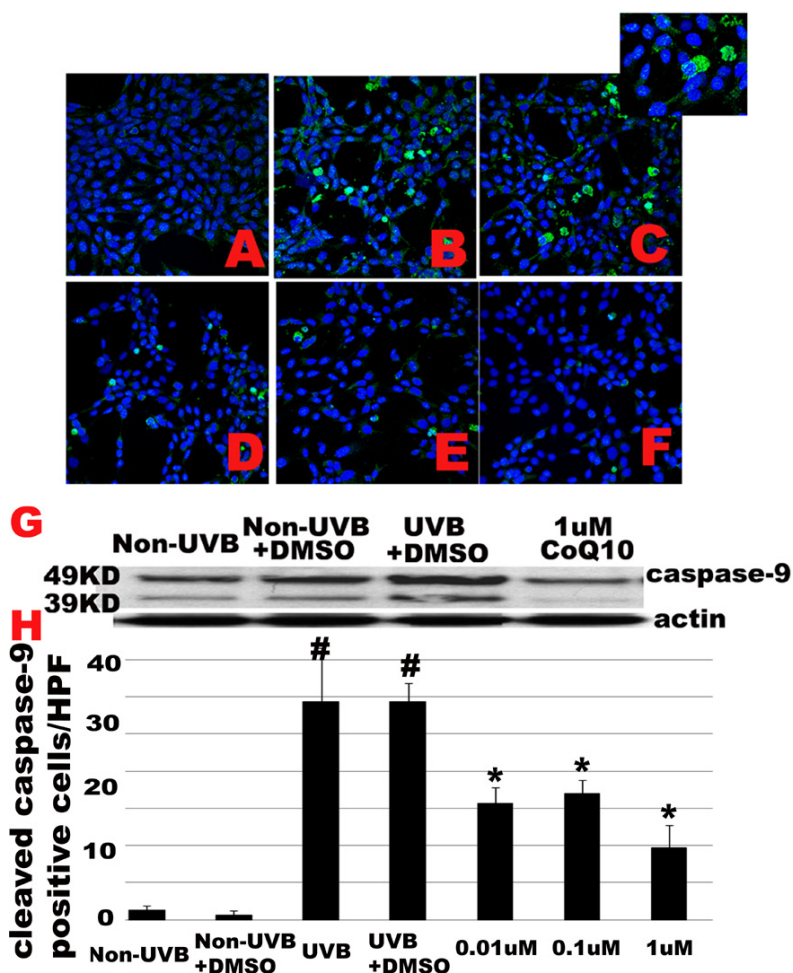 A
B
C
D
E
F
G
Non-UVB
Non-UVB
+DMSO
UVB
+DMSO
1uM
CoQ10
49KD
39KD
caspase-9
actin
H
cleaved caspase-9
positive cells/HPF
40
30
20
10
0
#
#
*
*
*
Non-UVB
Non-UVB
+DMSO
UVB
UVB
+DMSO
0.01uM
0.1uM
1uM